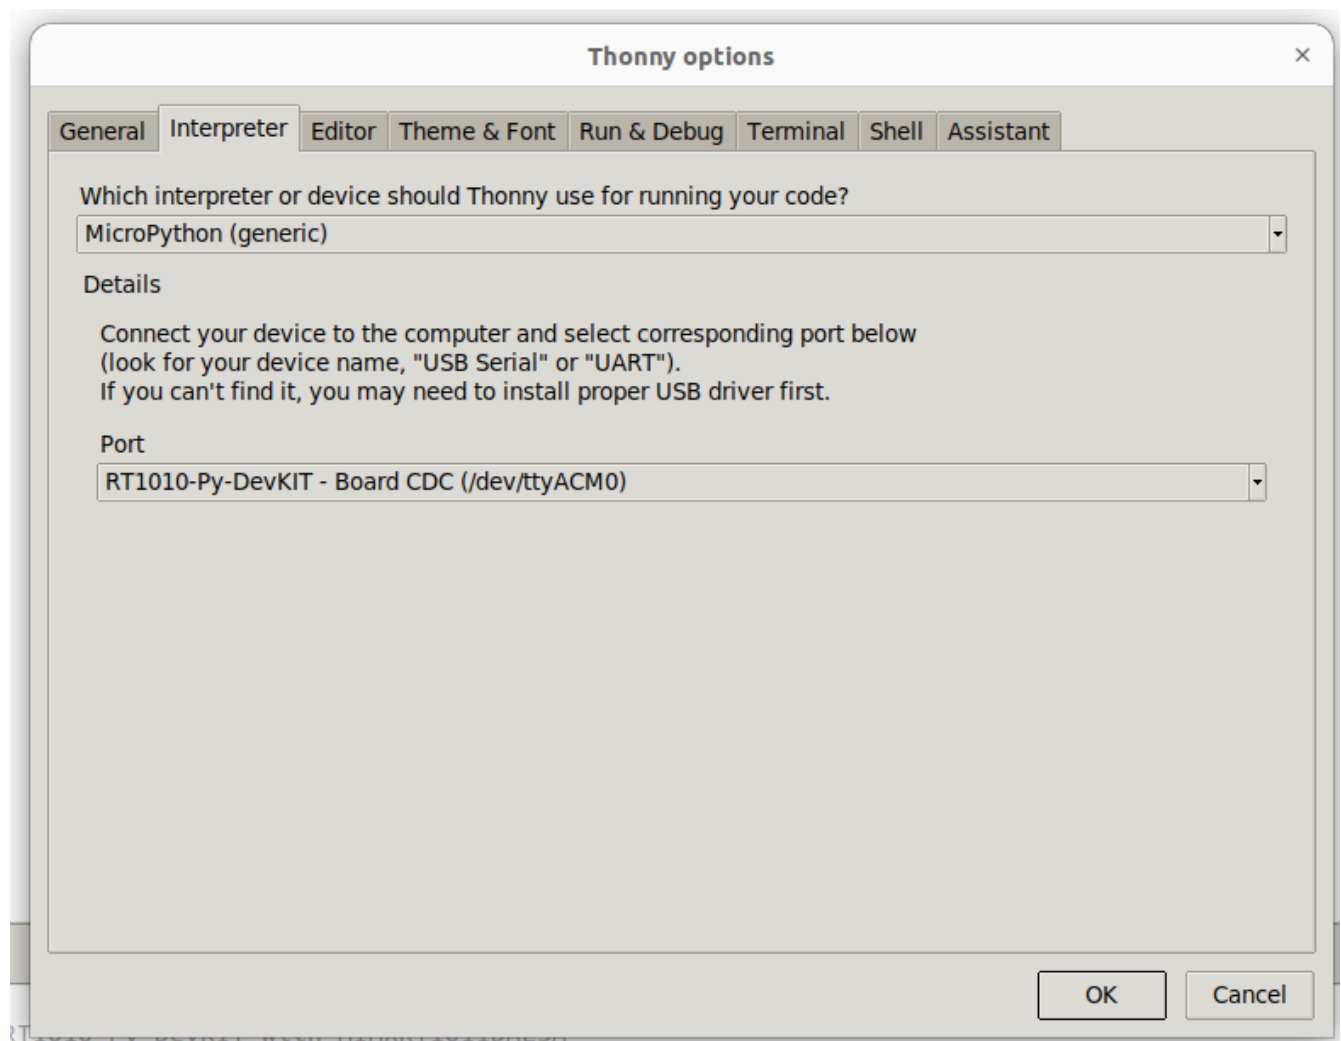 Thonny options
×
General Interpreter Editor Theme & Font Run & Debug Terminal Shell Assistant
Which interpreter or device should Thonny use for running your code?
MicroPython (generic)
Details
Connect your device to the computer and select corresponding port below
(look for your device name, "USB Serial" or "UART").
If you can't find it, you may need to install proper USB driver first.
Port
RT1010-Py-DevKIT - Board CDC (/dev/ttyACM0)
OK Cancel